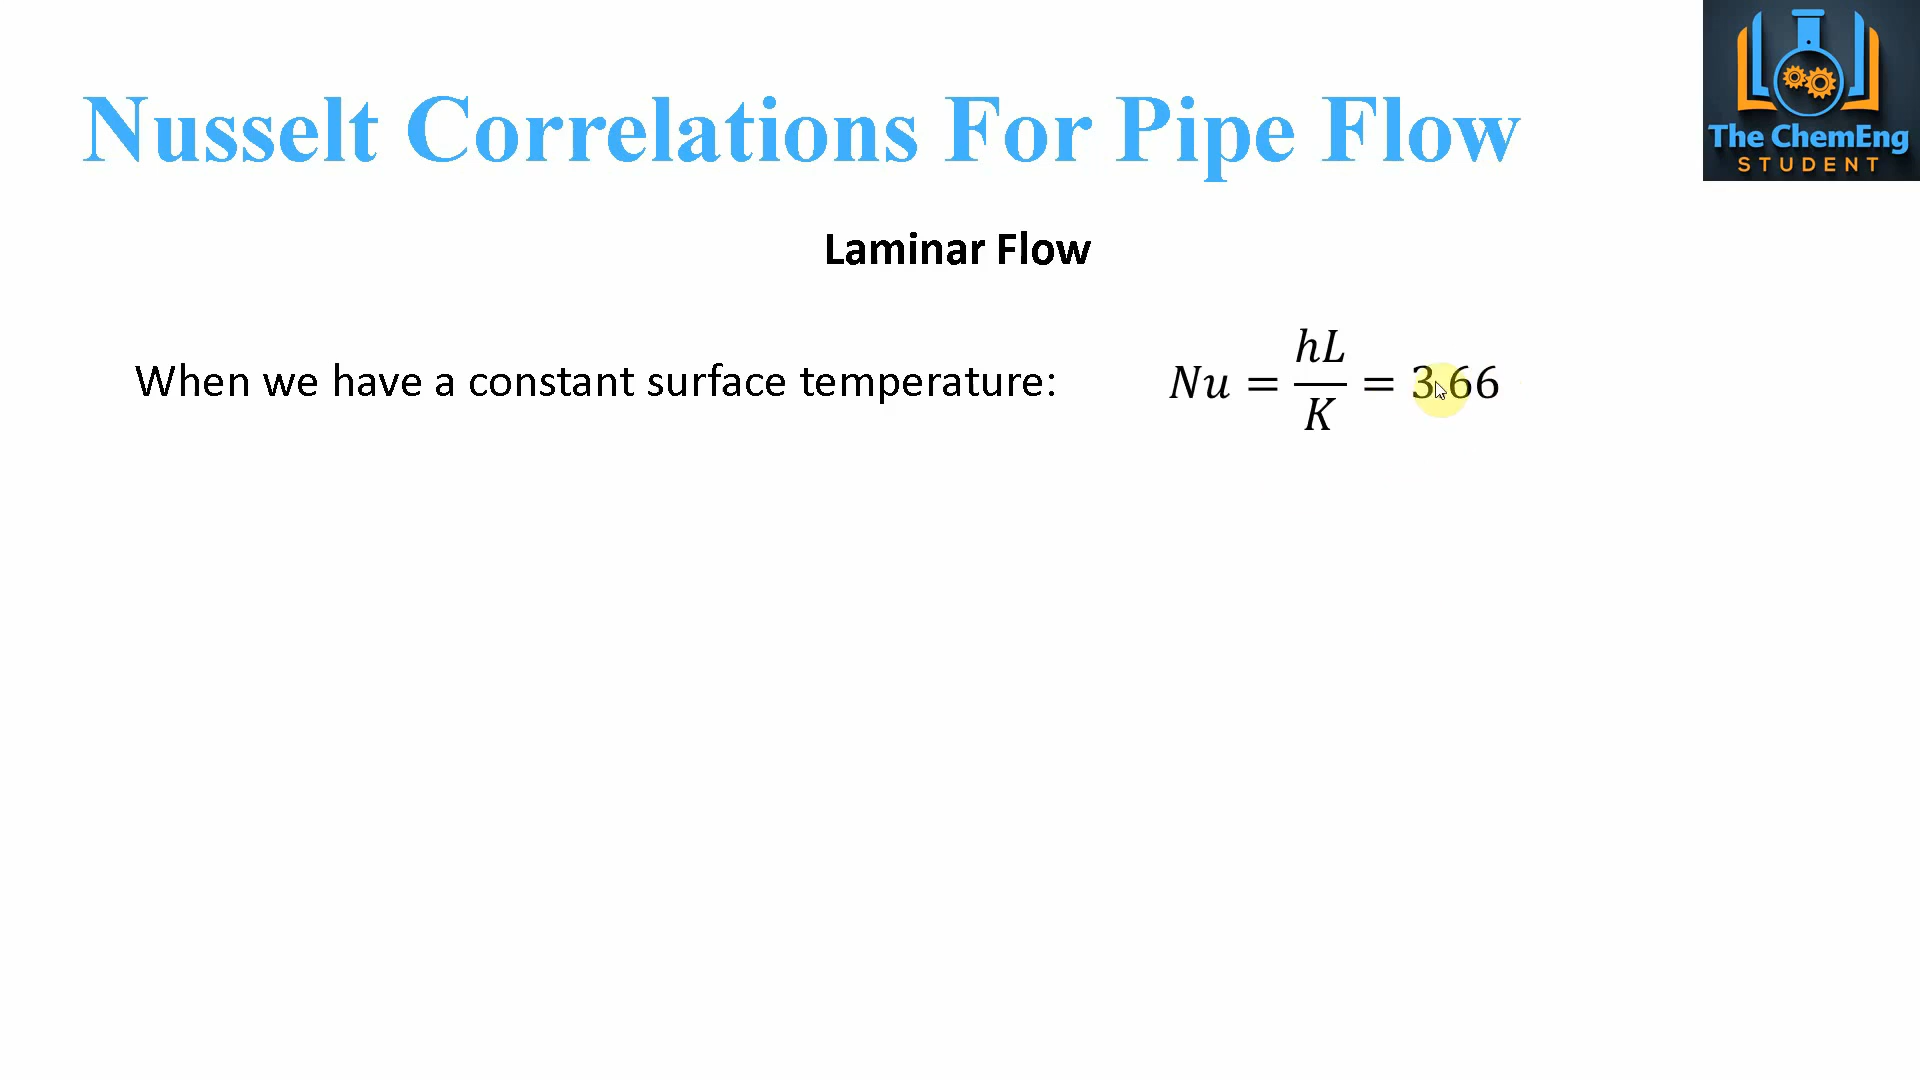 Nusselt Correlations For Pipe Flow
The ChemEng
STUDENT
Laminar Flow
When we have a constant surface temperature: Nu = hL/K = 3.66